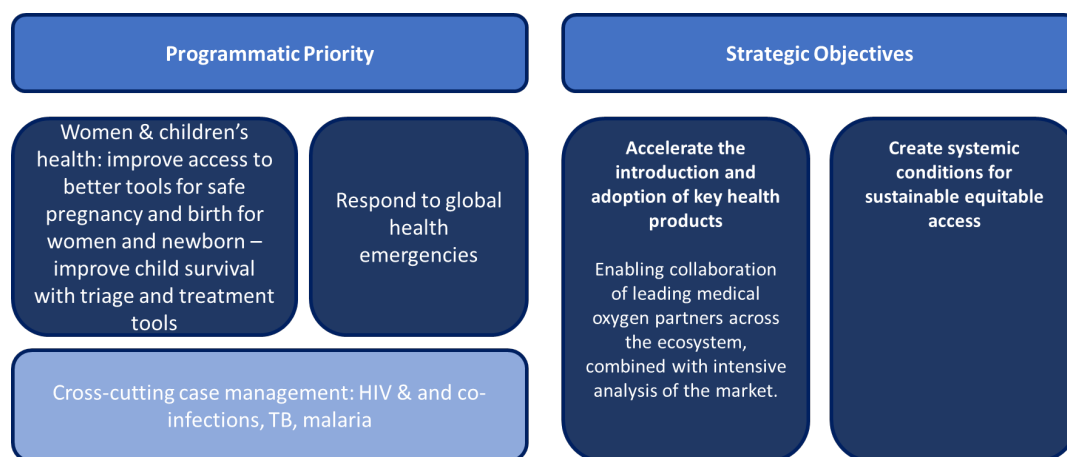 Programmatic Priority
Strategic Objectives
Women & children’s
health: improve access to
better tools for safe
pregnancy and birth for
women and newborn –
improve child survival
with triage and treatment
tools
Respond to global
health
emergencies
Cross-cutting case management: HIV & and co-
infections, TB, malaria
Accelerate the
introduction and
adoption of key health
products
Enabling collaboration
of leading medical
oxygen partners across
the ecosystem,
combined with intensive
analysis of the market.
Create systemic
conditions for
sustainable equitable
access